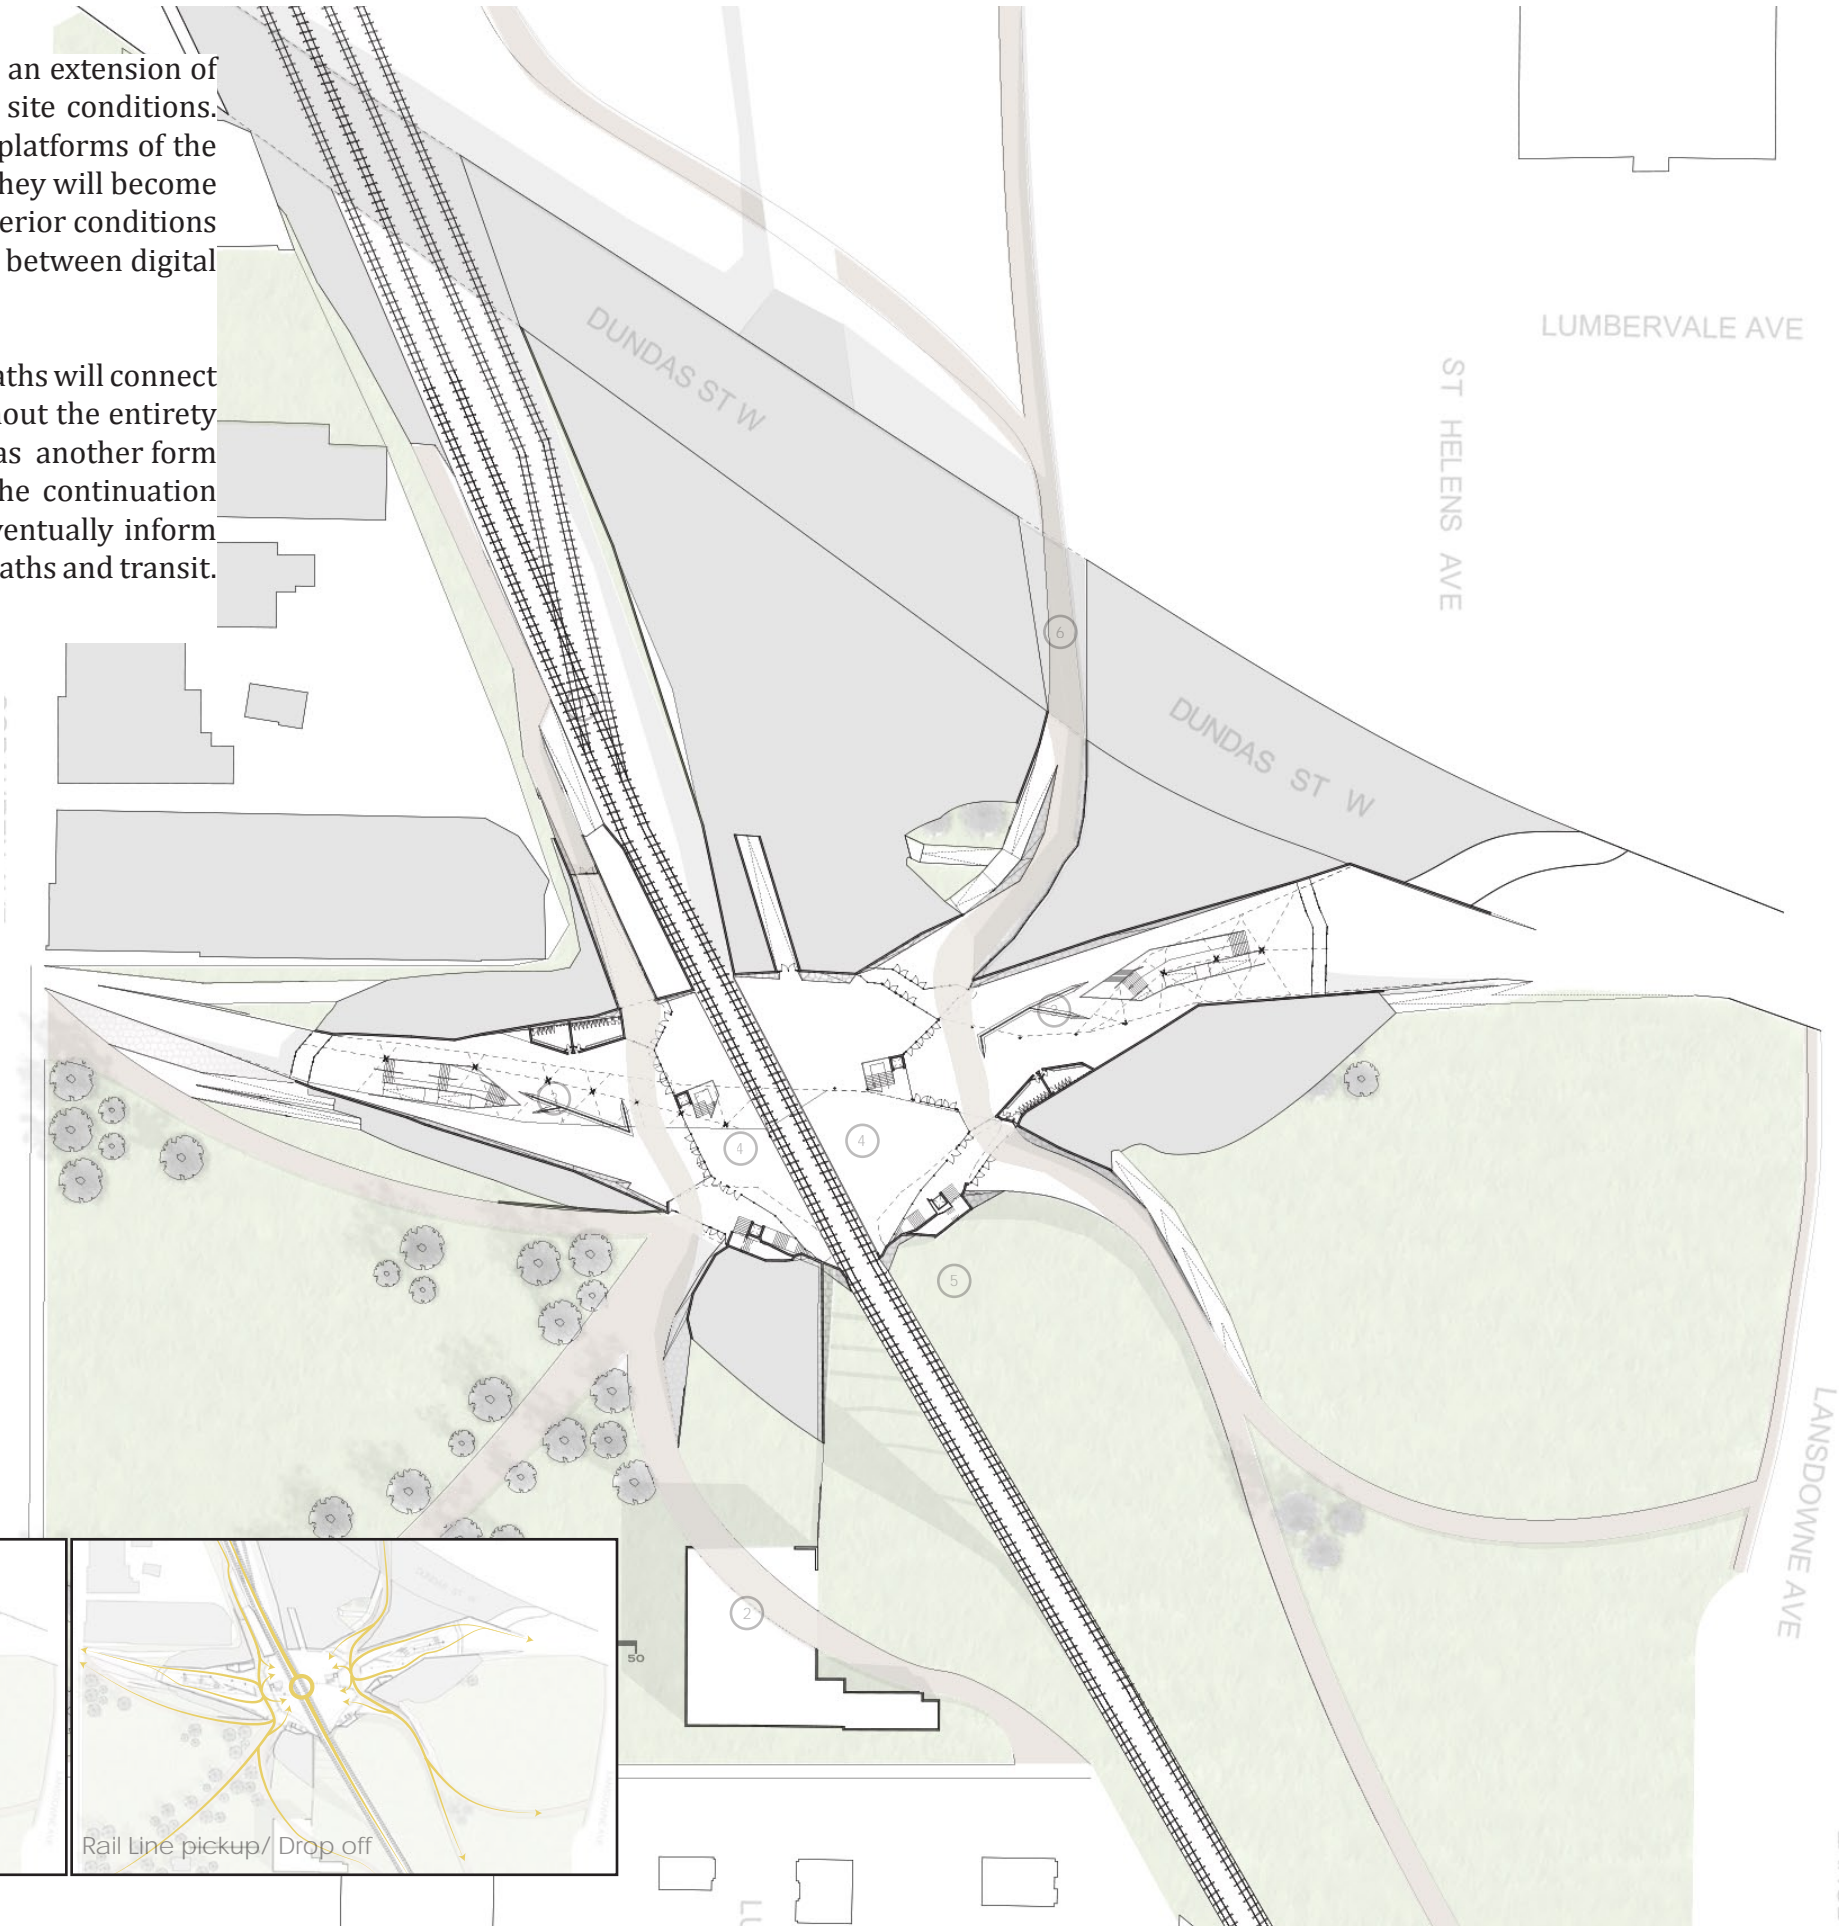 an extension of
site conditions.
platforms of the
hey will become
erior conditions
between digital
aths will connect
out the entirety
as another form
he continuation
ventually inform
aths and transit.
DUNDAS ST W
LUMBERVALE AVE
ST HELENS AVE
6
DUNDAS ST W
4
4
5
LANSDOWNE AVE
2
50
Rail Line pickup/ Drop off